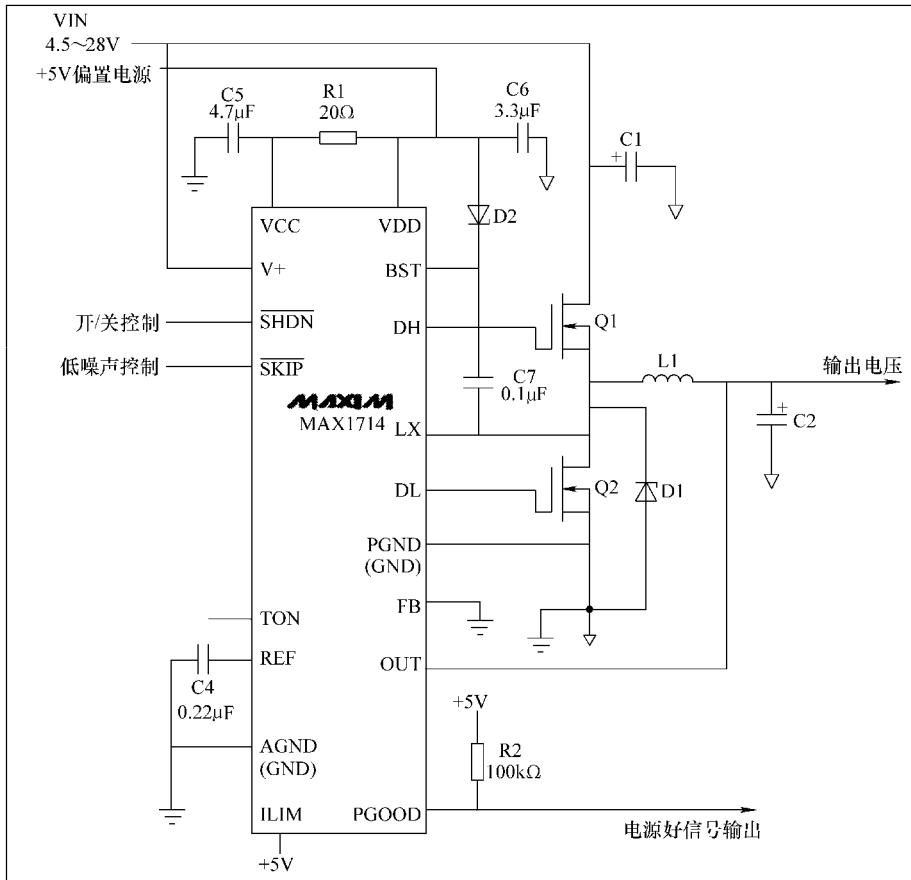 VIN
4.5～28V
+5V偏置电源
C5
4.7μF
R1
20Ω
C6
3.3μF
C1
+
D2
VCC
VDD
V+
BST
开/关控制
SHDN
DH
Q1
低噪声控制
SKIP
C7
0.1μF
L1
输出电压
MAXIM
MAX1714
LX
+
C2
DL
Q2
D1
PGND
(GND)
FB
TON
REF
OUT
C4
0.22μF
+5V
R2
100kΩ
AGND
(GND)
ILIM
PGOOD
电源好信号输出
+5V